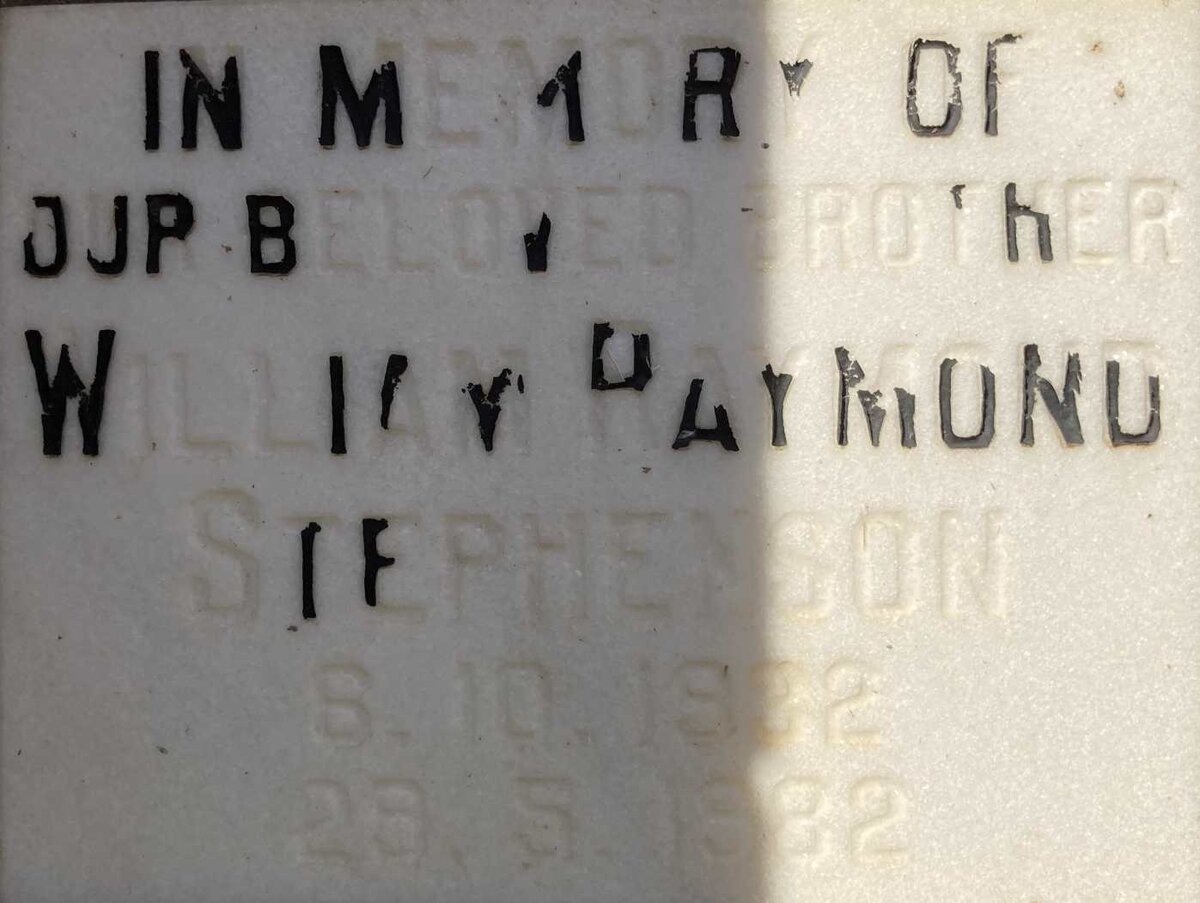 IN MEMORY OF
OUR BELOVED BROTHER
WILLIAM RAYMOND
STEPHENSON